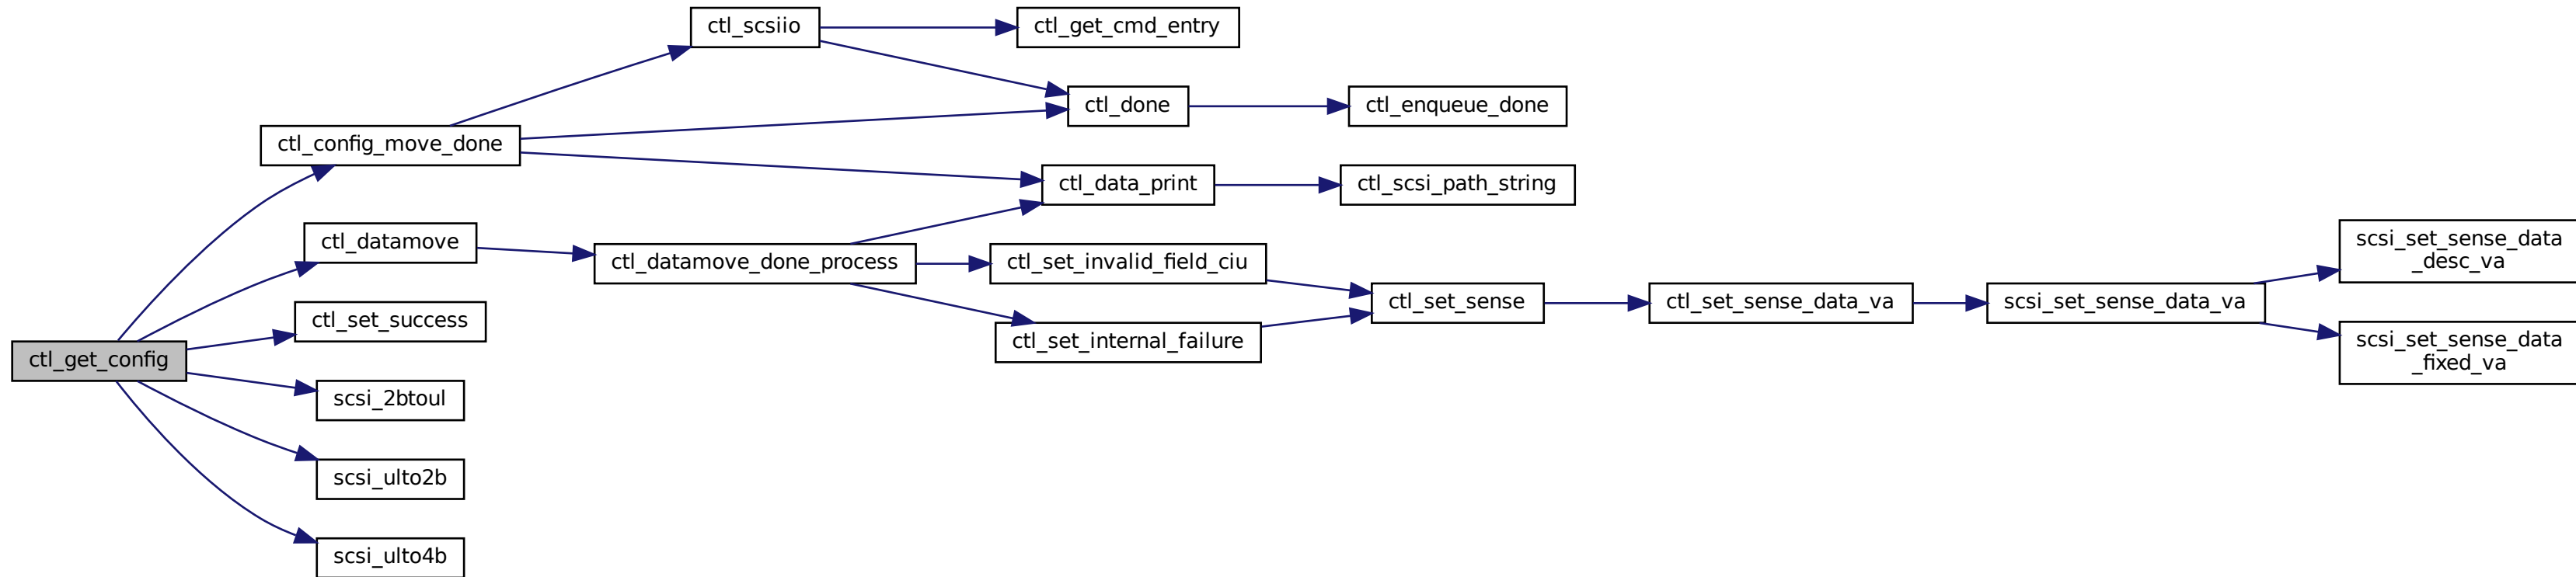 ctl_scsiio
ctl_get_cmd_entry
ctl_done
ctl_enqueue_done
ctl_config_move_done
ctl_data_print
ctl_scsi_path_string
ctl_datamove
ctl_datamove_done_process
ctl_set_invalid_field_ciu
scsi_set_sense_data
_desc_va
ctl_set_success
ctl_set_internal_failure
ctl_set_sense
ctl_set_sense_data_va
scsi_set_sense_data_va
ctl_get_config
scsi_set_sense_data
_fixed_va
scsi_2btoul
scsi_ulto2b
scsi_ulto4b